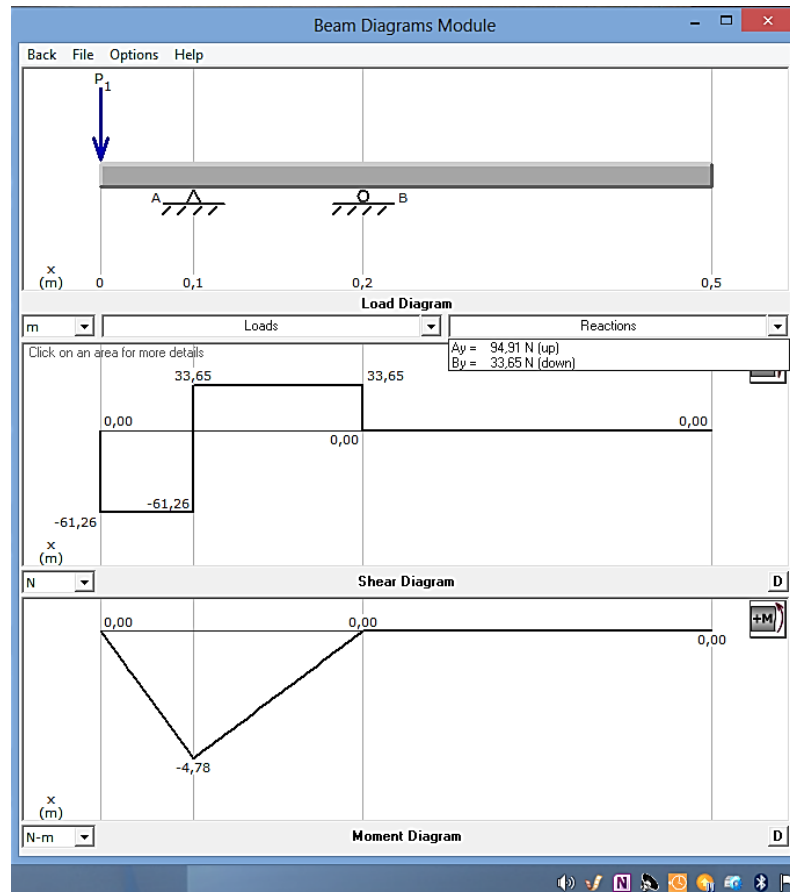 Beam Diagrams Module
Back File Options Help
P1
A
B
x
(m) 0 0,1 0,2 0,5
Load Diagram
m Loads Reactions
Ay = 94,91 N (up)
By = 33,65 N (down)
Click on an area for more details
33,65 33,65
0,00 0,00
0,00
-61,26
-61,26
x
(m)
N Shear Diagram D
+M
0,00 0,00
0,00
-4,78
x
(m)
N-m Moment Diagram D
N